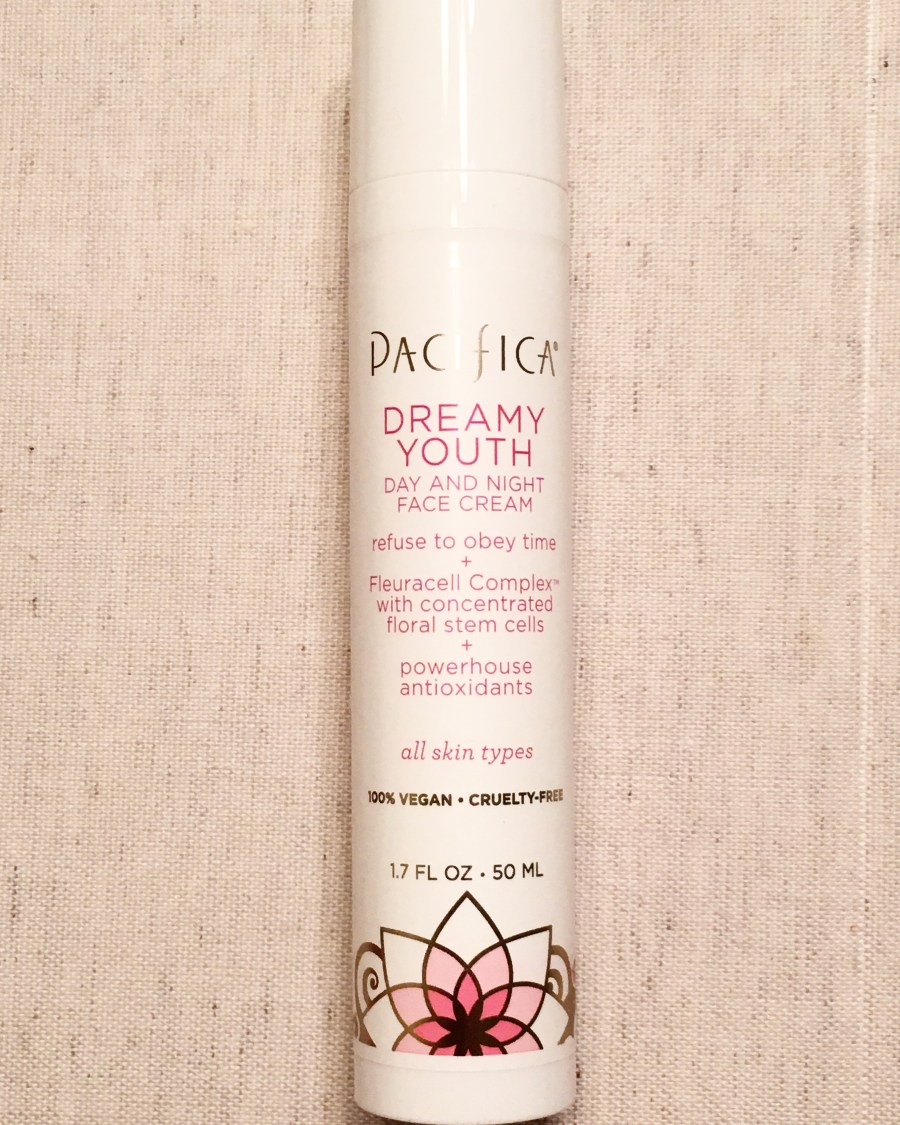 PACIFICA®
DREAMY
YOUTH
DAY AND NIGHT
FACE CREAM
refuse to obey time
+
Fleuracell Complex™
with concentrated
floral stem cells
+
powerhouse
antioxidants
all skin types
100% VEGAN • CRUELTY-FREE
1.7 FL OZ • 50 ML